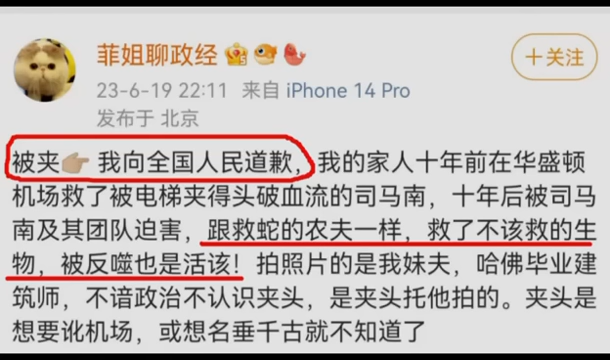 菲姐聊政经
23-6-19 22:11 来自 iPhone 14 Pro
发布于 北京
+关注
被夹👉🏼 我向全国人民道歉，我的家人十年前在华盛顿
机场救了被电梯夹得头破血流的司马南，十年后被司马
南及其团队迫害，跟救蛇的农夫一样，救了不该救的生
物，被反噬也是活该！拍照片的是我妹夫，哈佛毕业建
筑师，不谙政治不认识夹头，是夹头托他拍的。夹头是
想要讹机场，或想名垂千古就不知道了